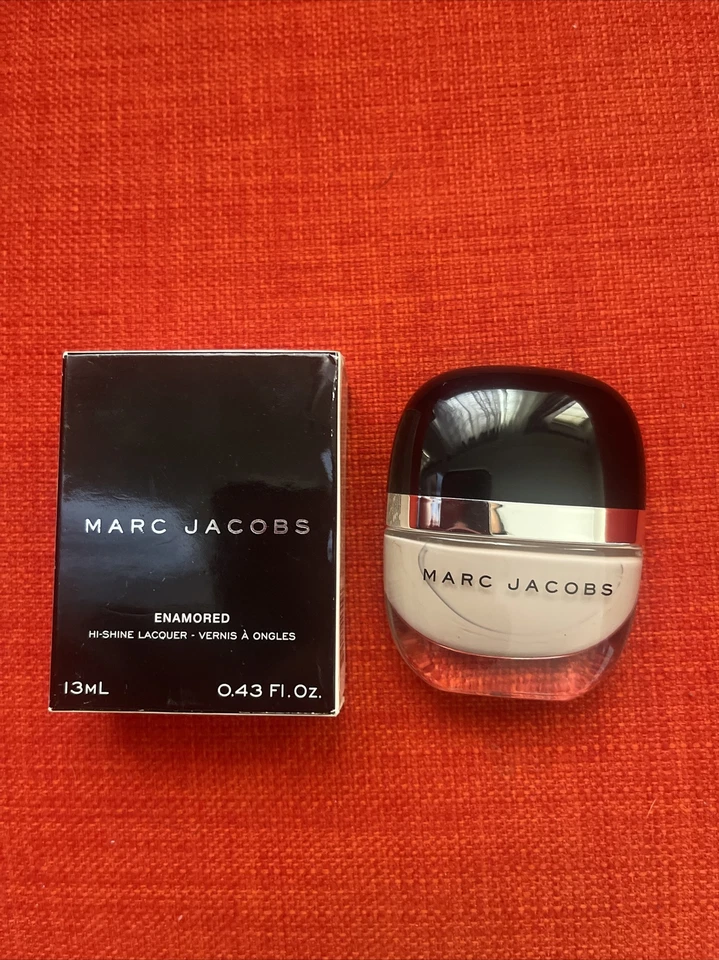 MARC JACOBS
ENAMORED
HI-SHINE LACQUER - VERNIS À ONGLES
13ML 0.43 Fl.Oz.
MARC JACOBS